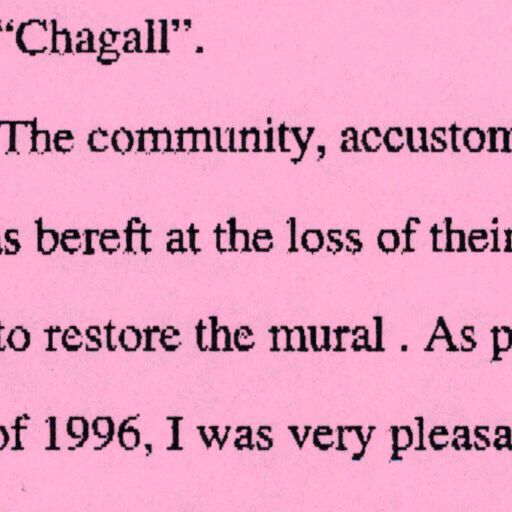 “Chagall”.
The community, accustom
s bereft at the loss of their
to restore the mural . As p
of 1996, I was very pleasa